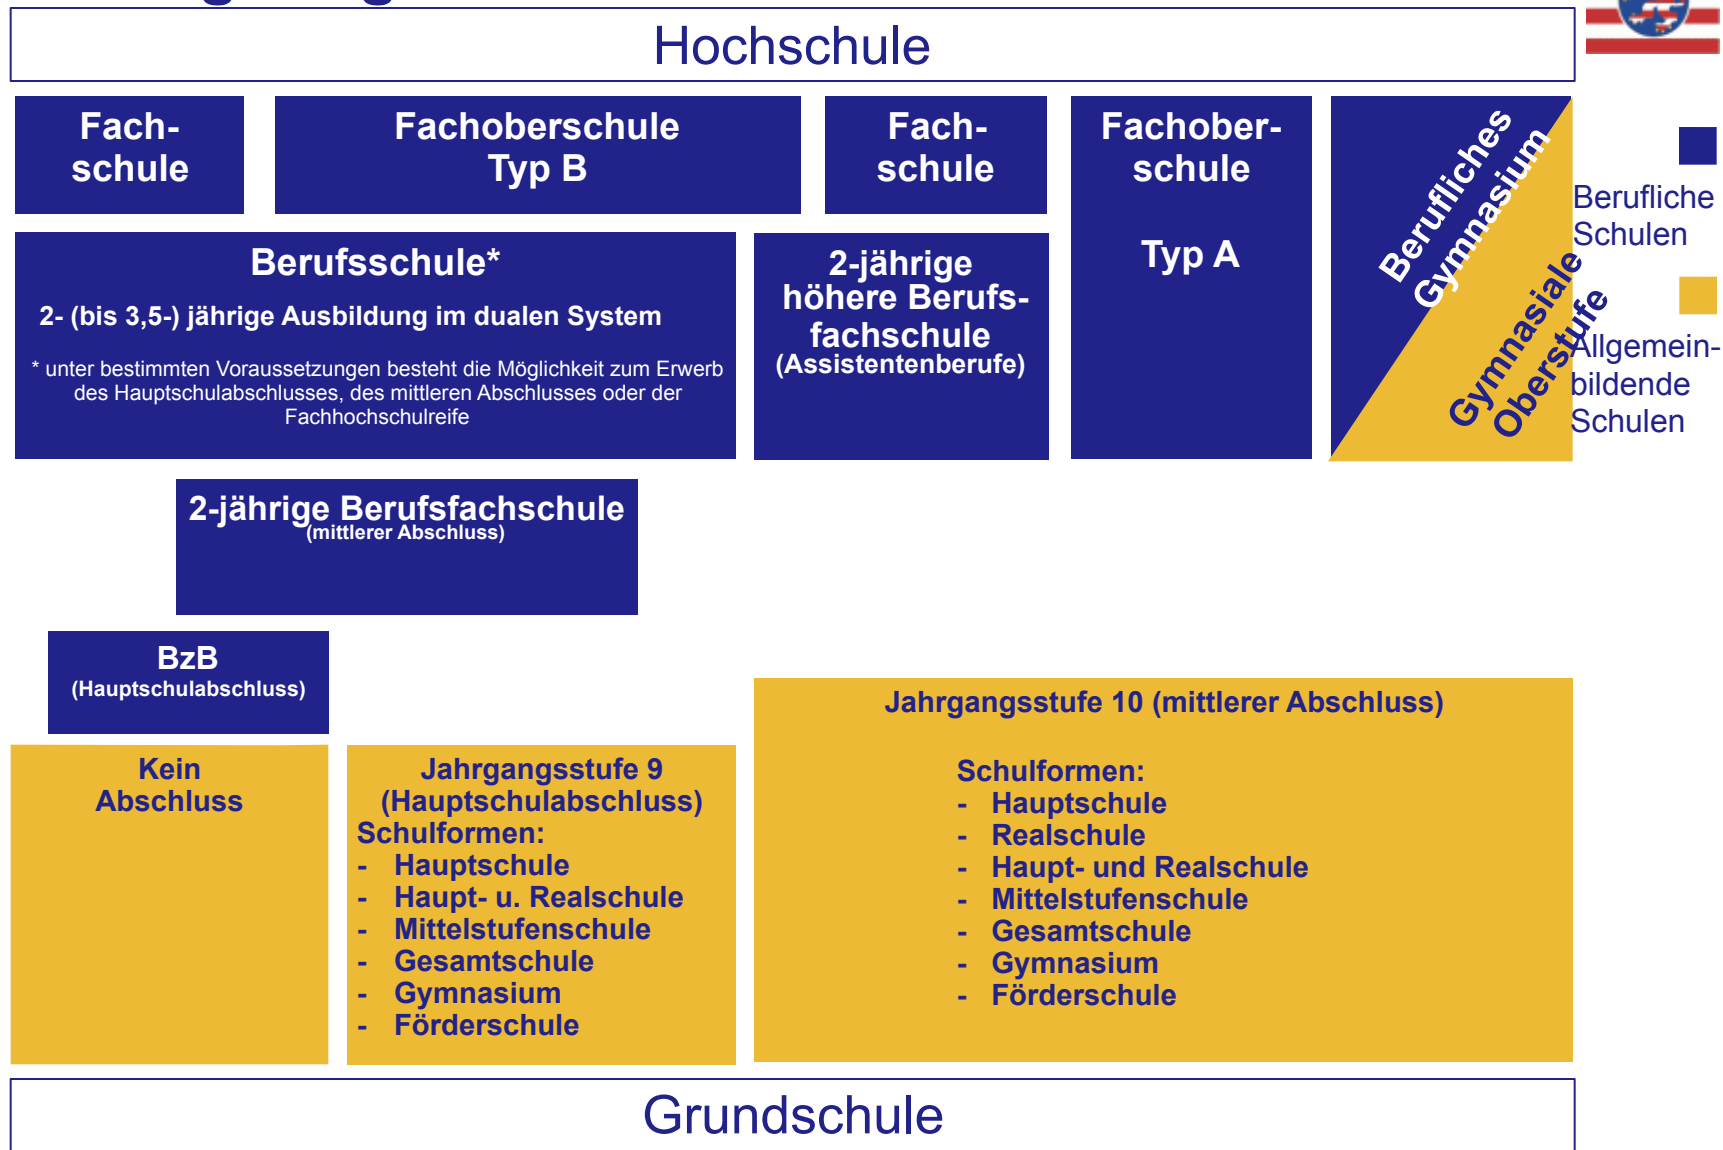 Hochschule
Fach-
schule
Fachoberschule
Typ B
Fach-
schule
Fachober-
schule
Typ A
Berufliches
Gymnasium
Gymnasiale
Oberstufe
Berufliche
Schulen
Allgemein-
bildende
Schulen
Berufsschule*
2- (bis 3,5-) jährige Ausbildung im dualen System
* unter bestimmten Voraussetzungen besteht die Möglichkeit zum Erwerb
des Hauptschulabschlusses, des mittleren Abschlusses oder der
Fachhochschulreife
2-jährige
höhere Berufs-
fachschule
(Assistentenberufe)
2-jährige Berufsfachschule
(mittlerer Abschluss)
BzB
(Hauptschulabschluss)
Kein
Abschluss
Jahrgangsstufe 9
(Hauptschulabschluss)
Schulformen:
- Hauptschule
- Haupt- u. Realschule
- Mittelstufenschule
- Gesamtschule
- Gymnasium
- Förderschule
Jahrgangsstufe 10 (mittlerer Abschluss)
Schulformen:
- Hauptschule
- Realschule
- Haupt- und Realschule
- Mittelstufenschule
- Gesamtschule
- Gymnasium
- Förderschule
Grundschule